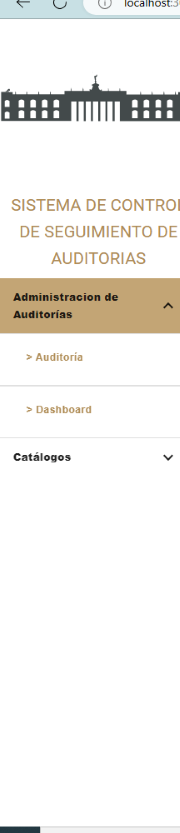 localhost:3
SISTEMA DE CONTROL
DE SEGUIMIENTO DE
AUDITORIAS
Administracion de
Auditorías
> Auditoría
> Dashboard
Catálogos